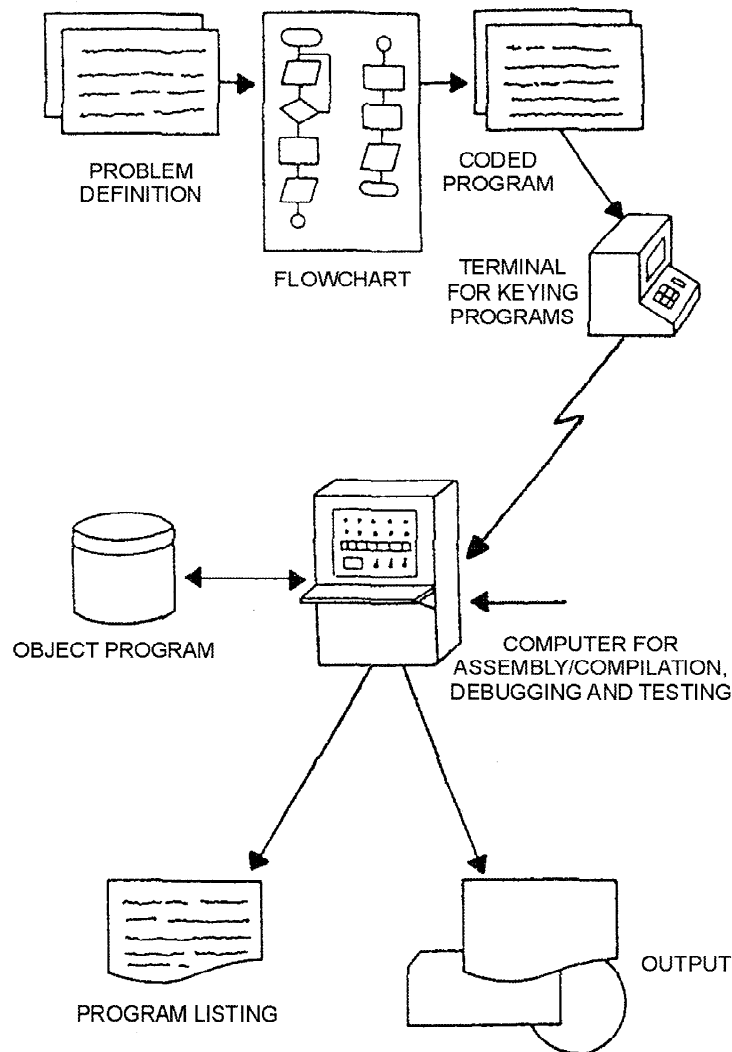 PROBLEM
DEFINITION
FLOWCHART
CODED
PROGRAM
TERMINAL
FOR KEYING
PROGRAMS
OBJECT PROGRAM
COMPUTER FOR
ASSEMBLY/COMPILATION,
DEBUGGING AND TESTING
PROGRAM LISTING
OUTPUT